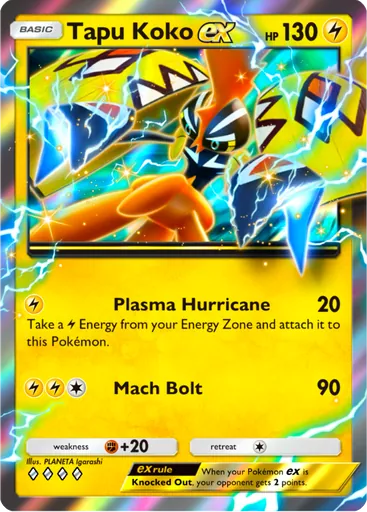 BASIC Tapu Koko ex HP 130
Plasma Hurricane 20
Take a Energy from your Energy Zone and attach it to
this Pokémon.
Mach Bolt 90
weakness +20 retreat
Illus. PLANETA Igarashi
ex rule When your Pokémon ex is
Knocked Out, your opponent gets 2 points.